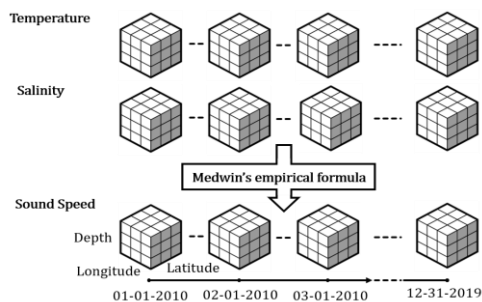 Temperature
Salinity
Medwin's empirical formula
Sound Speed
Depth
Longitude
Latitude
01-01-2010
02-01-2010
03-01-2010
12-31-2019